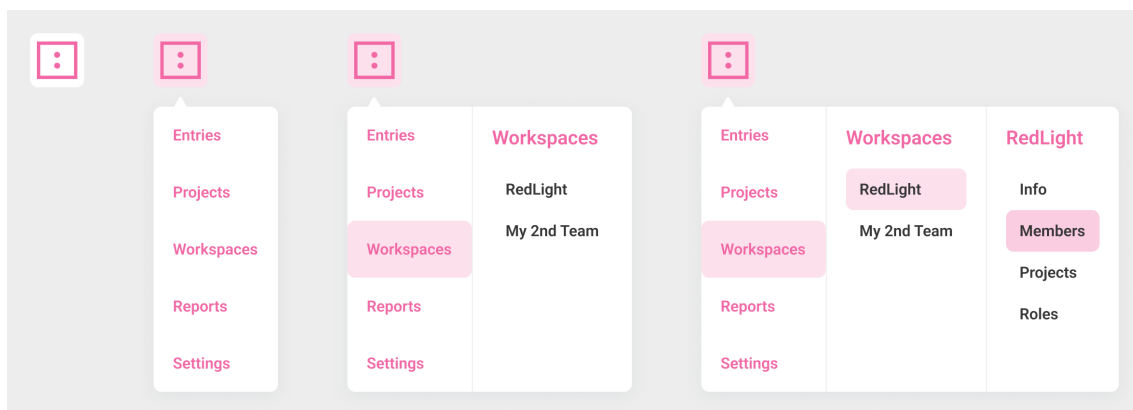 Entries
Projects
Workspaces
Reports
Settings
Entries
Projects
Workspaces
Reports
Settings
Workspaces
RedLight
My 2nd Team
Entries
Projects
Workspaces
Reports
Settings
Workspaces
RedLight
My 2nd Team
RedLight
Info
Members
Projects
Roles